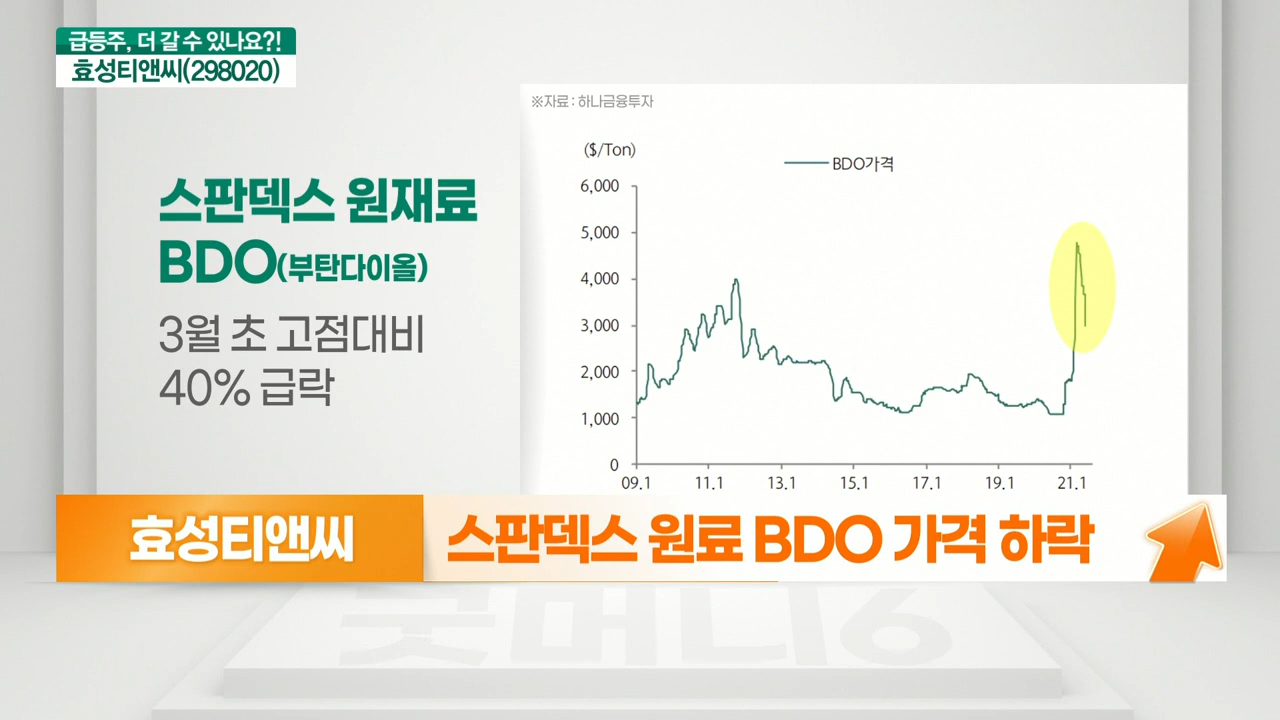 급등주, 더 갈 수 있나요?!
효성티앤씨(298020)
※자료 : 하나금융투자
($/Ton)
BDO가격
6,000
5,000
4,000
3,000
2,000
1,000
0
09.1 11.1 13.1 15.1 17.1 19.1 21.1
스판덱스 원재료
BDO(부탄다이올)
3월 초 고점대비
40% 급락
효성티앤씨
스판덱스 원료 BDO 가격 하락
굿머니6